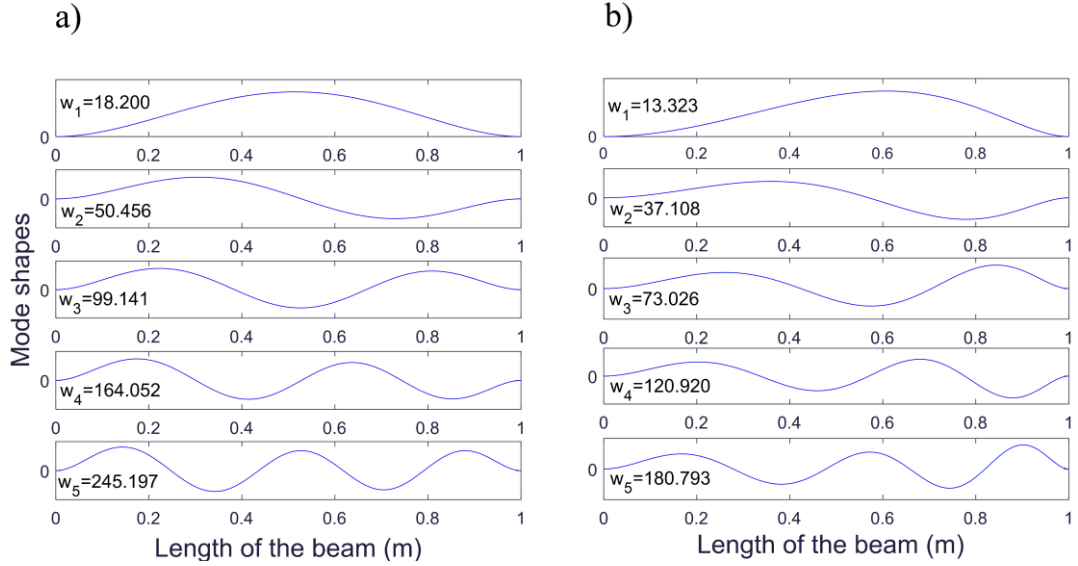 a)
w1=18.200
0
0 0.2 0.4 0.6 0.8 1
0
w2=50.456
0 0.2 0.4 0.6 0.8 1
0
w3=99.141
0 0.2 0.4 0.6 0.8 1
0
w4=164.052
0 0.2 0.4 0.6 0.8 1
0
w5=245.197
0 0.2 0.4 0.6 0.8 1
Mode shapes
Length of the beam (m)
b)
w1=13.323
0
0 0.2 0.4 0.6 0.8 1
0
w2=37.108
0 0.2 0.4 0.6 0.8 1
0
w3=73.026
0 0.2 0.4 0.6 0.8 1
0
w4=120.920
0 0.2 0.4 0.6 0.8 1
0
w5=180.793
0 0.2 0.4 0.6 0.8 1
Length of the beam (m)